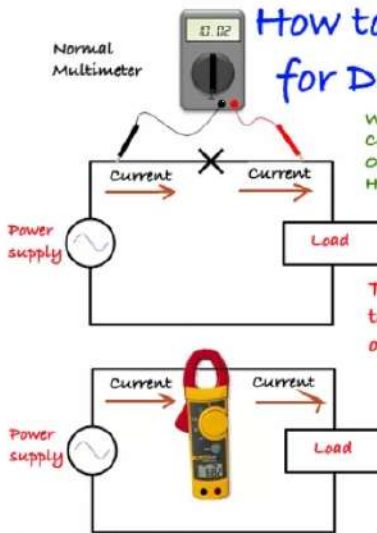 How to
for D
10.02
Normal
Multimeter
Current
Current
Power
supply
Load
Current
Current
Power
supply
Load